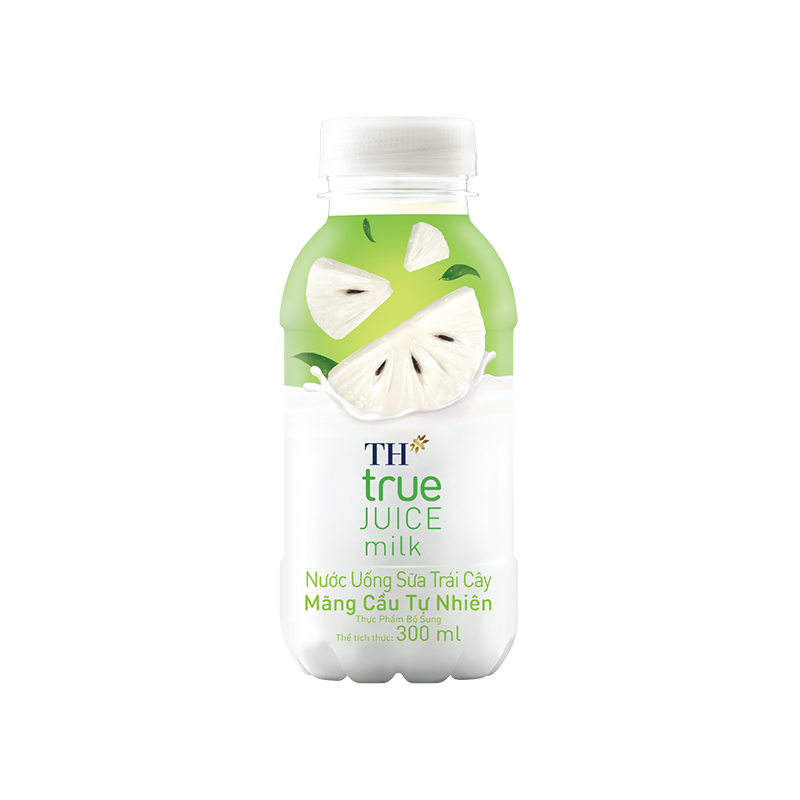 TH
true
JUICE
milk
Nước Uống Sữa Trái Cây
Mãng Cầu Tự Nhiên
Thực Phẩm Bổ Sung
Thể tích thực: 300 ml